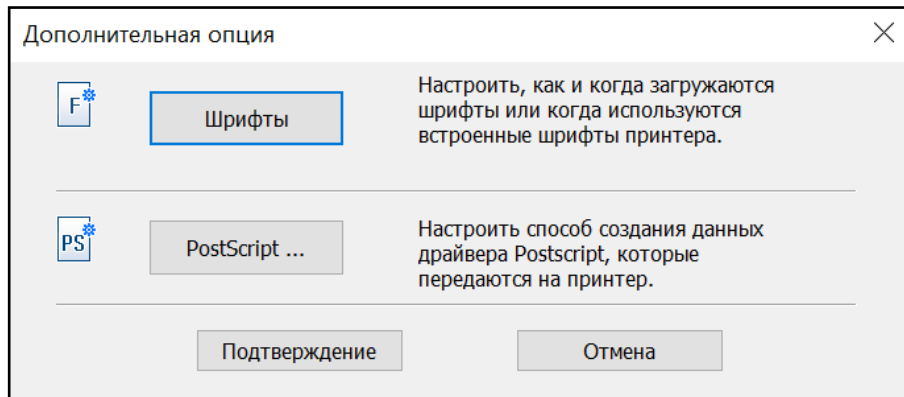 Дополнительная опция
F
Шрифты
Настроить, как и когда загружаются
шрифты или когда используются
встроенные шрифты принтера.
PS
PostScript ...
Настроить способ создания данных
драйвера Postscript, которые
передаются на принтер.
Подтверждение
Отмена